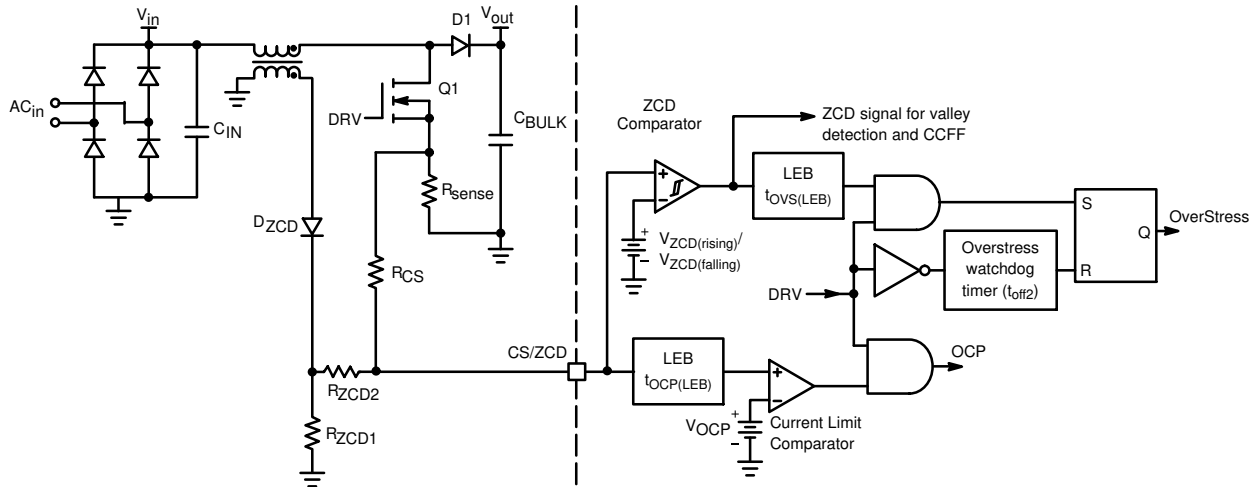 Vin
D1
Vout
ACin
CIN
Q1
DRV
CBULK
Rsense
DZCD
RCS
RZCD2
RZCD1
CS/ZCD
ZCD
Comparator
ZCD signal for valley
detection and CCFF
+
−
LEB
tOVS(LEB)
+
−
VZCD(rising)/
VZCD(falling)
S
Q
R
OverStress
Overstress
watchdog
timer (toff2)
DRV
LEB
tOCP(LEB)
+
−
OCP
VOCP
+
−
Current Limit
Comparator